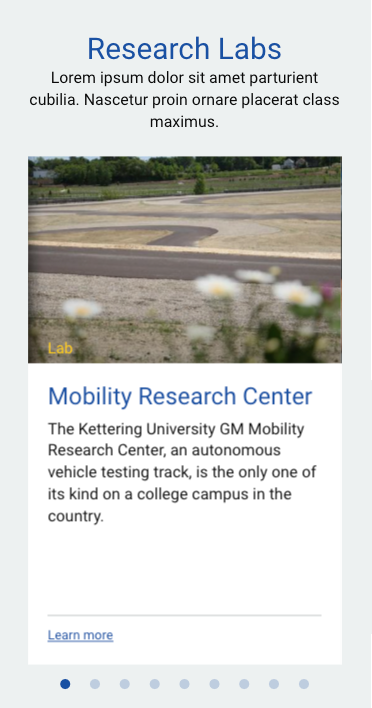 Research Labs
Lorem ipsum dolor sit amet parturient
cubilia. Nascetur proin ornare placerat class
maximus.
Lab
Mobility Research Center
The Kettering University GM Mobility
Research Center, an autonomous
vehicle testing track, is the only one of
its kind on a college campus in the
country.
Learn more